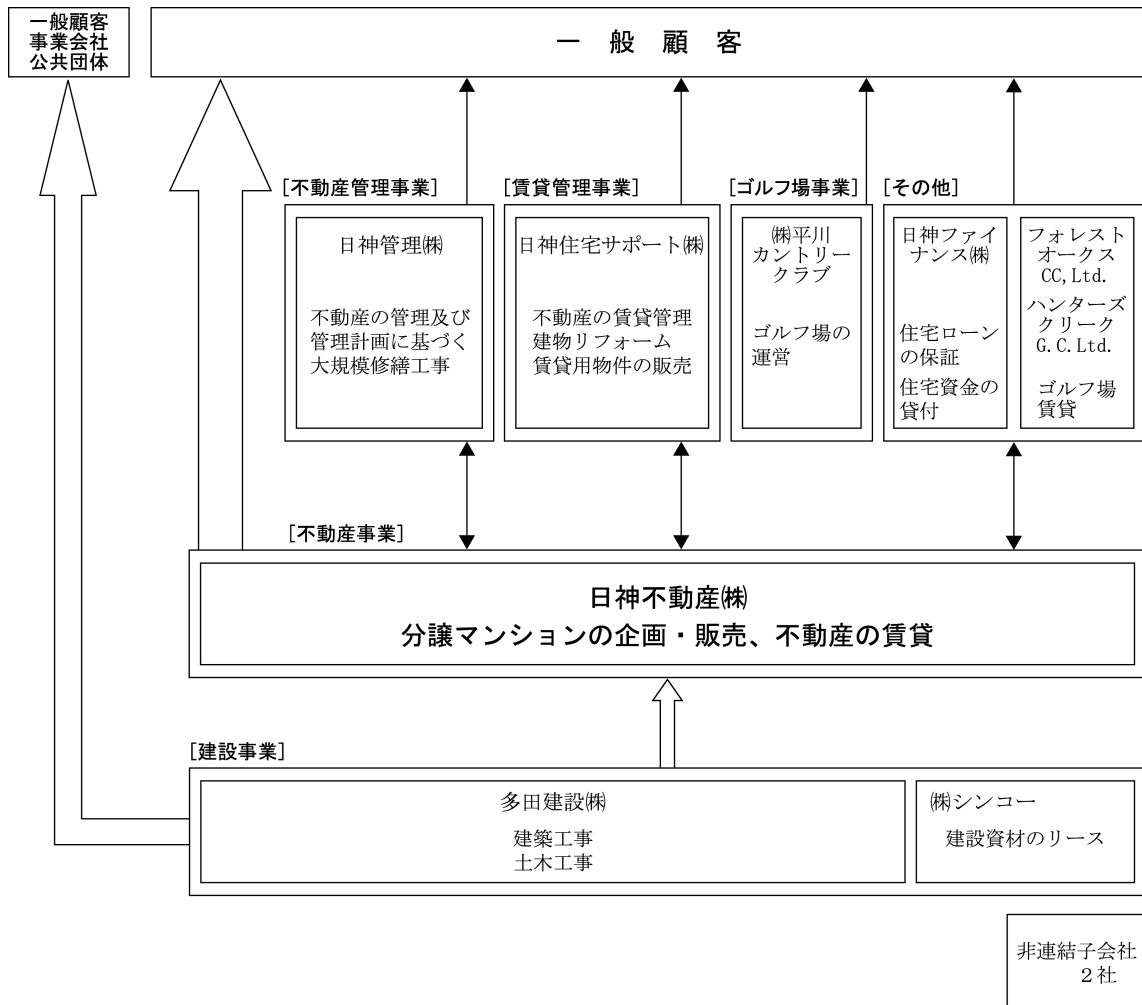 一般顧客
事業会社
公共団体
一般顧客
[不動産管理事業]
日神管理㈱
不動産の管理及び
管理計画に基づく
大規模修繕工事
[賃貸管理事業]
日神住宅サポート㈱
不動産の賃貸管理
建物リフォーム
賃貸用物件の販売
[ゴルフ場事業]
㈱平川
カントリー
クラブ
ゴルフ場の
運営
[その他]
日神ファイ
ナンス㈱
住宅ローン
の保証
住宅資金の
貸付
フォレスト
オークス
CC,Ltd.
ハンターズ
クリーク
G.C.Ltd.
ゴルフ場
賃貸
[不動産事業]
日神不動産㈱
分譲マンションの企画・販売、不動産の賃貸
[建設事業]
多田建設㈱
建築工事
土木工事
㈱シンコー
建設資材のリース
非連結子会社
２社